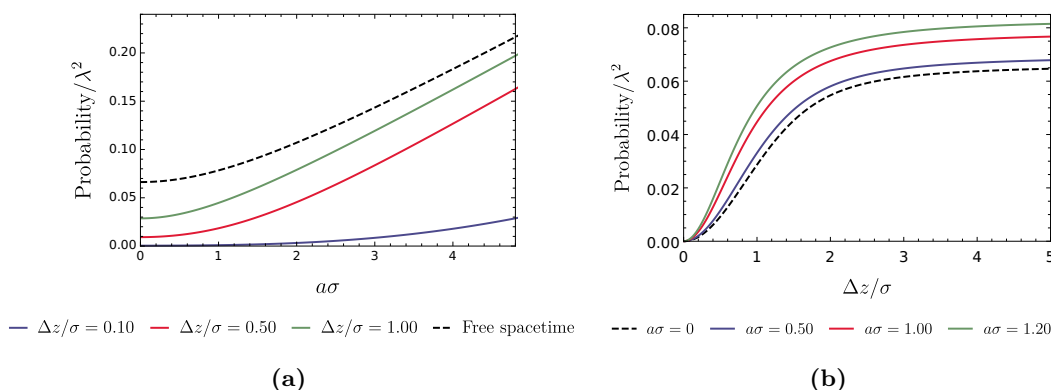 Probability/λ²
0.20
0.15
0.10
0.05
0.00
0 1 2 3 4
aσ
Δz/σ = 0.10 Δz/σ = 0.50 Δz/σ = 1.00 Free spacetime
(a)
Probability/λ²
0.08
0.06
0.04
0.02
0.00
0 1 2 3 4 5
Δz/σ
aσ = 0 aσ = 0.50 aσ = 1.00 aσ = 1.20
(b)